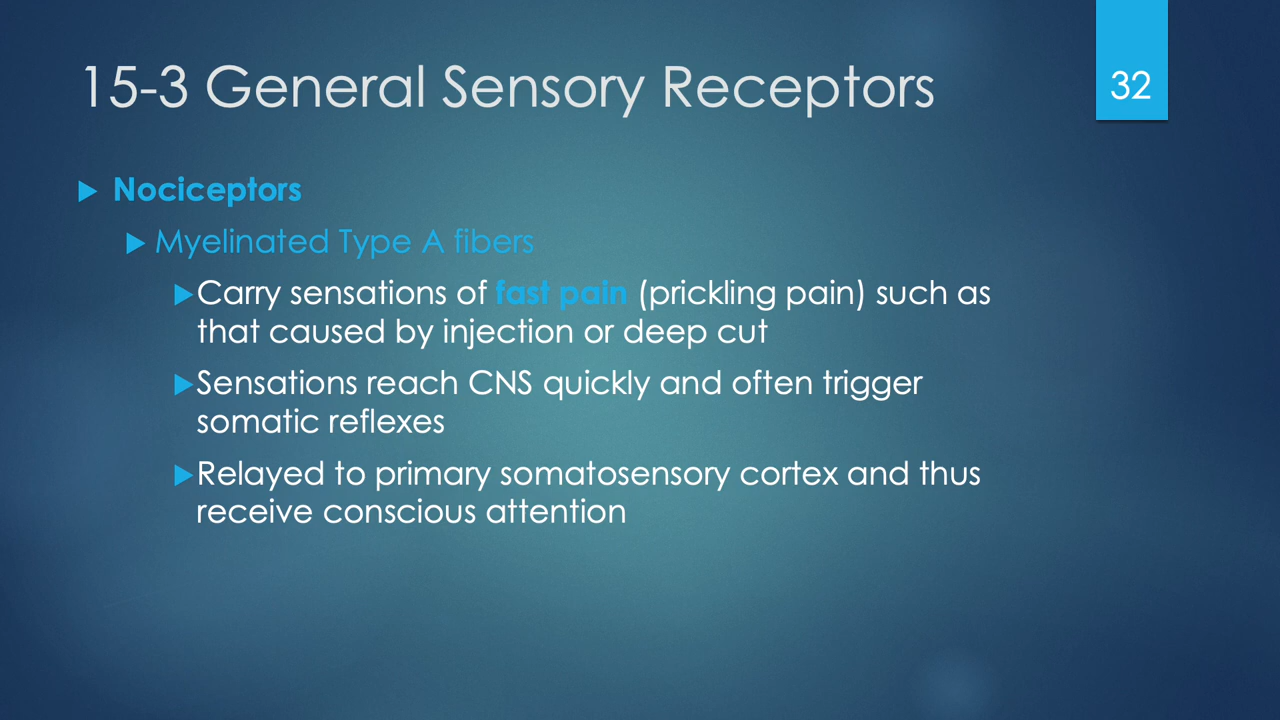 15-3 General Sensory Receptors
32
Nociceptors
Myelinated Type A fibers
Carry sensations of fast pain (prickling pain) such as
that caused by injection or deep cut
Sensations reach CNS quickly and often trigger
somatic reflexes
Relayed to primary somatosensory cortex and thus
receive conscious attention